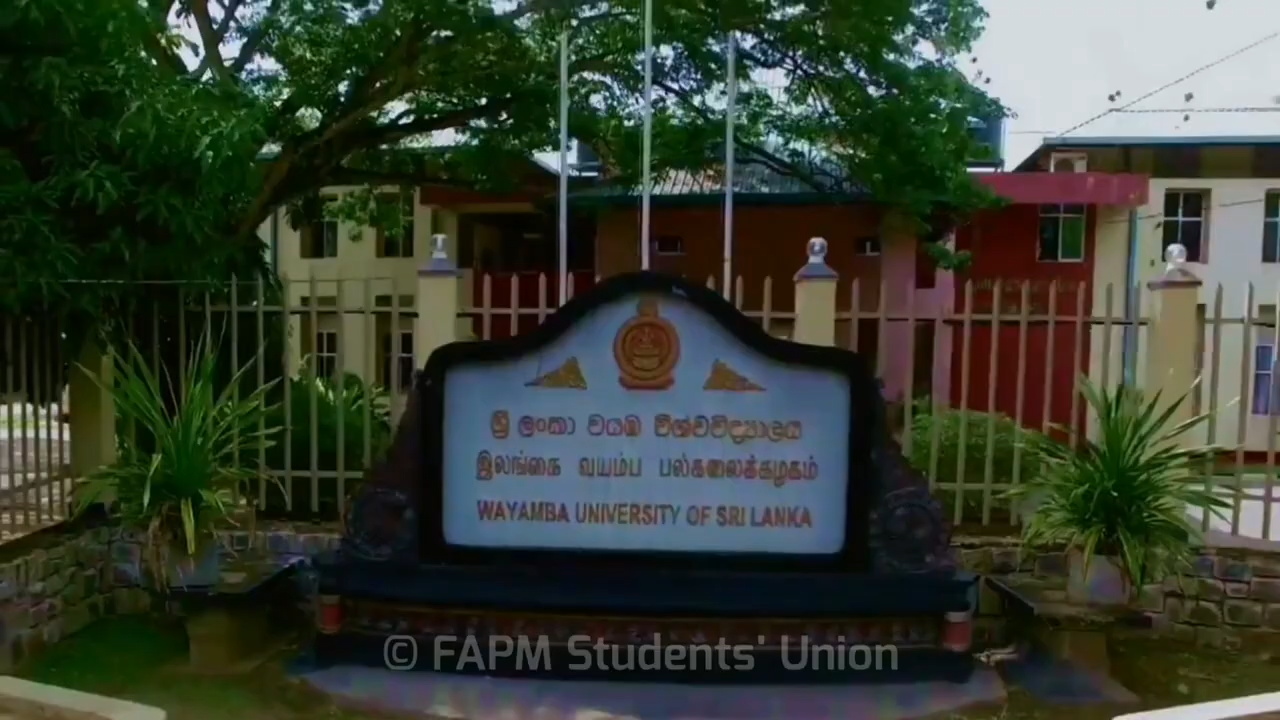 ශ්‍රී ලංකා වයඹ විශ්වවිද්‍යාලය
இலங்கை வயம்ப பல்கலைக்கழகம்
WAYAMBA UNIVERSITY OF SRI LANKA
© FAPM Students' Union